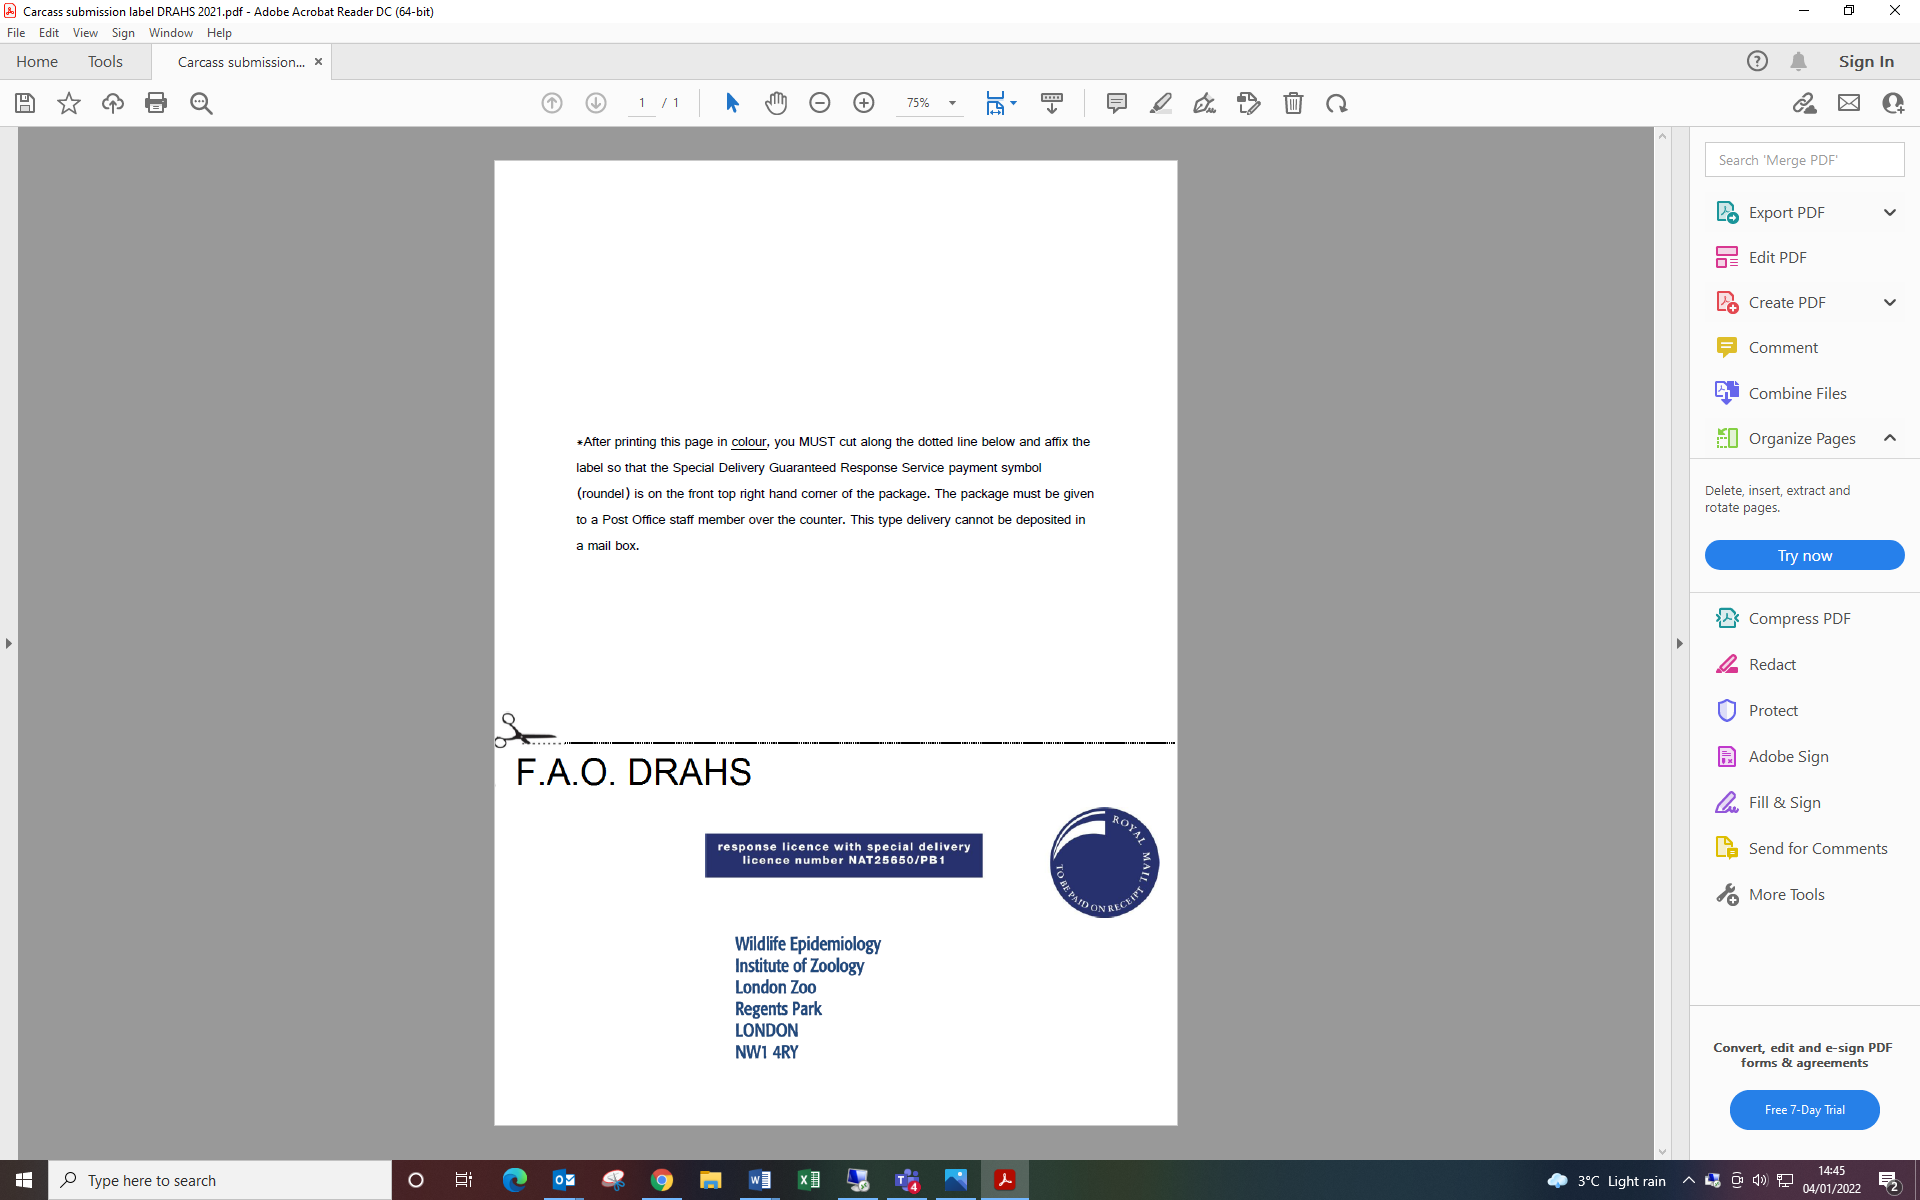 Carcass submission label DRAHS 2021.pdf - Adobe Acrobat Reader DC (64-bit)
File Edit View Sign Window Help
Home Tools Carcass submission... × Sign In
1 / 1 75%
Search 'Merge PDF'
Export PDF
Edit PDF
Create PDF
Comment
Combine Files
Organize Pages
Delete, insert, extract and
rotate pages.
Try now
Compress PDF
Redact
Protect
Adobe Sign
Fill & Sign
Send for Comments
More Tools
Convert, edit and e-sign PDF
forms & agreements
Free 7-Day Trial
*After printing this page in colour, you MUST cut along the dotted line below and affix the
label so that the Special Delivery Guaranteed Response Service payment symbol
(roundel) is on the front top right hand corner of the package. The package must be given
to a Post Office staff member over the counter. This type delivery cannot be deposited in
a mail box.
F.A.O. DRAHS
response licence with special delivery
licence number NAT25650/PB1
ROYAL MAIL
TO BE PAID ON RECEIPT
Wildlife Epidemiology
Institute of Zoology
London Zoo
Regents Park
LONDON
NW1 4RY
Type here to search
4
3°C Light rain
14:45
04/01/2022
2